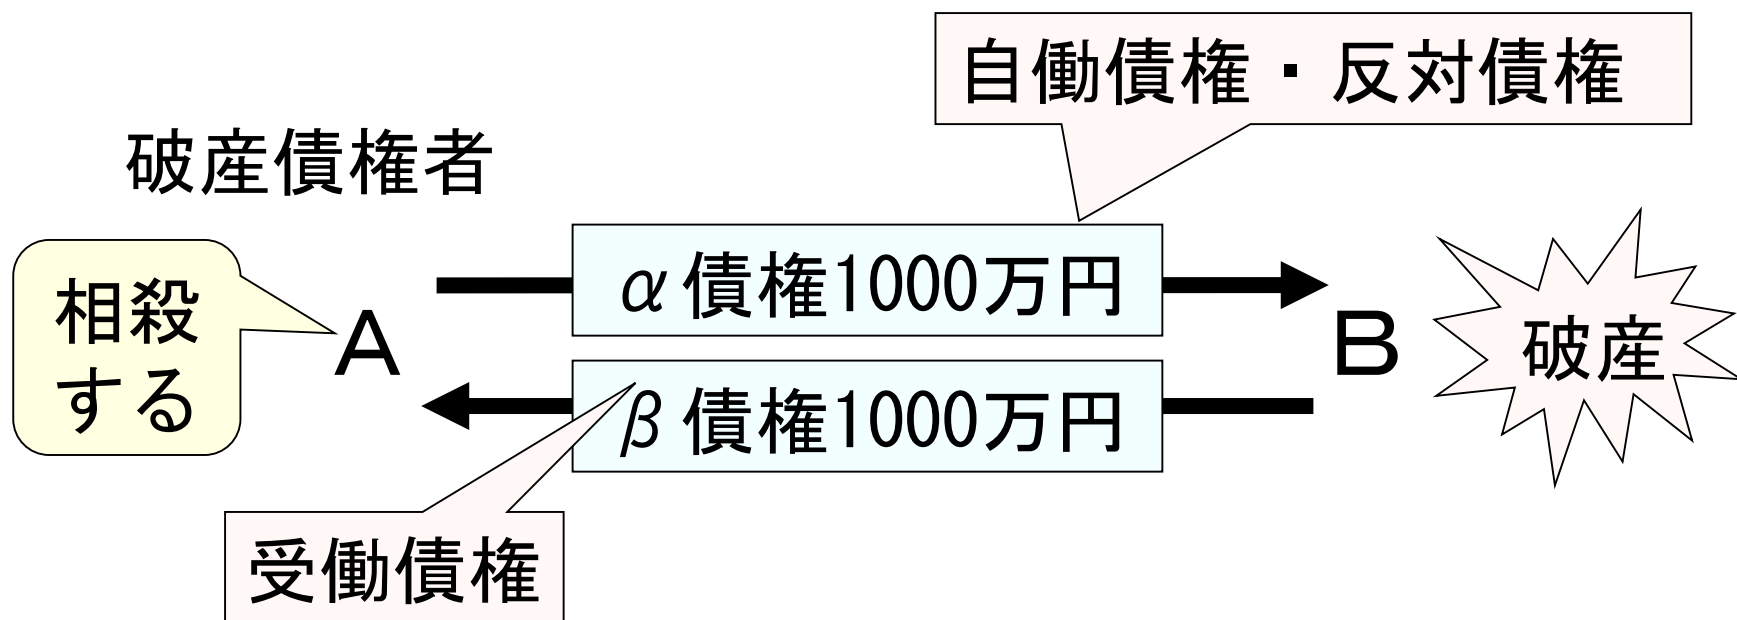 自働債権・反対債権
破産債権者
相殺
する
A
α債権1000万円
B
破産
β債権1000万円
受働債権